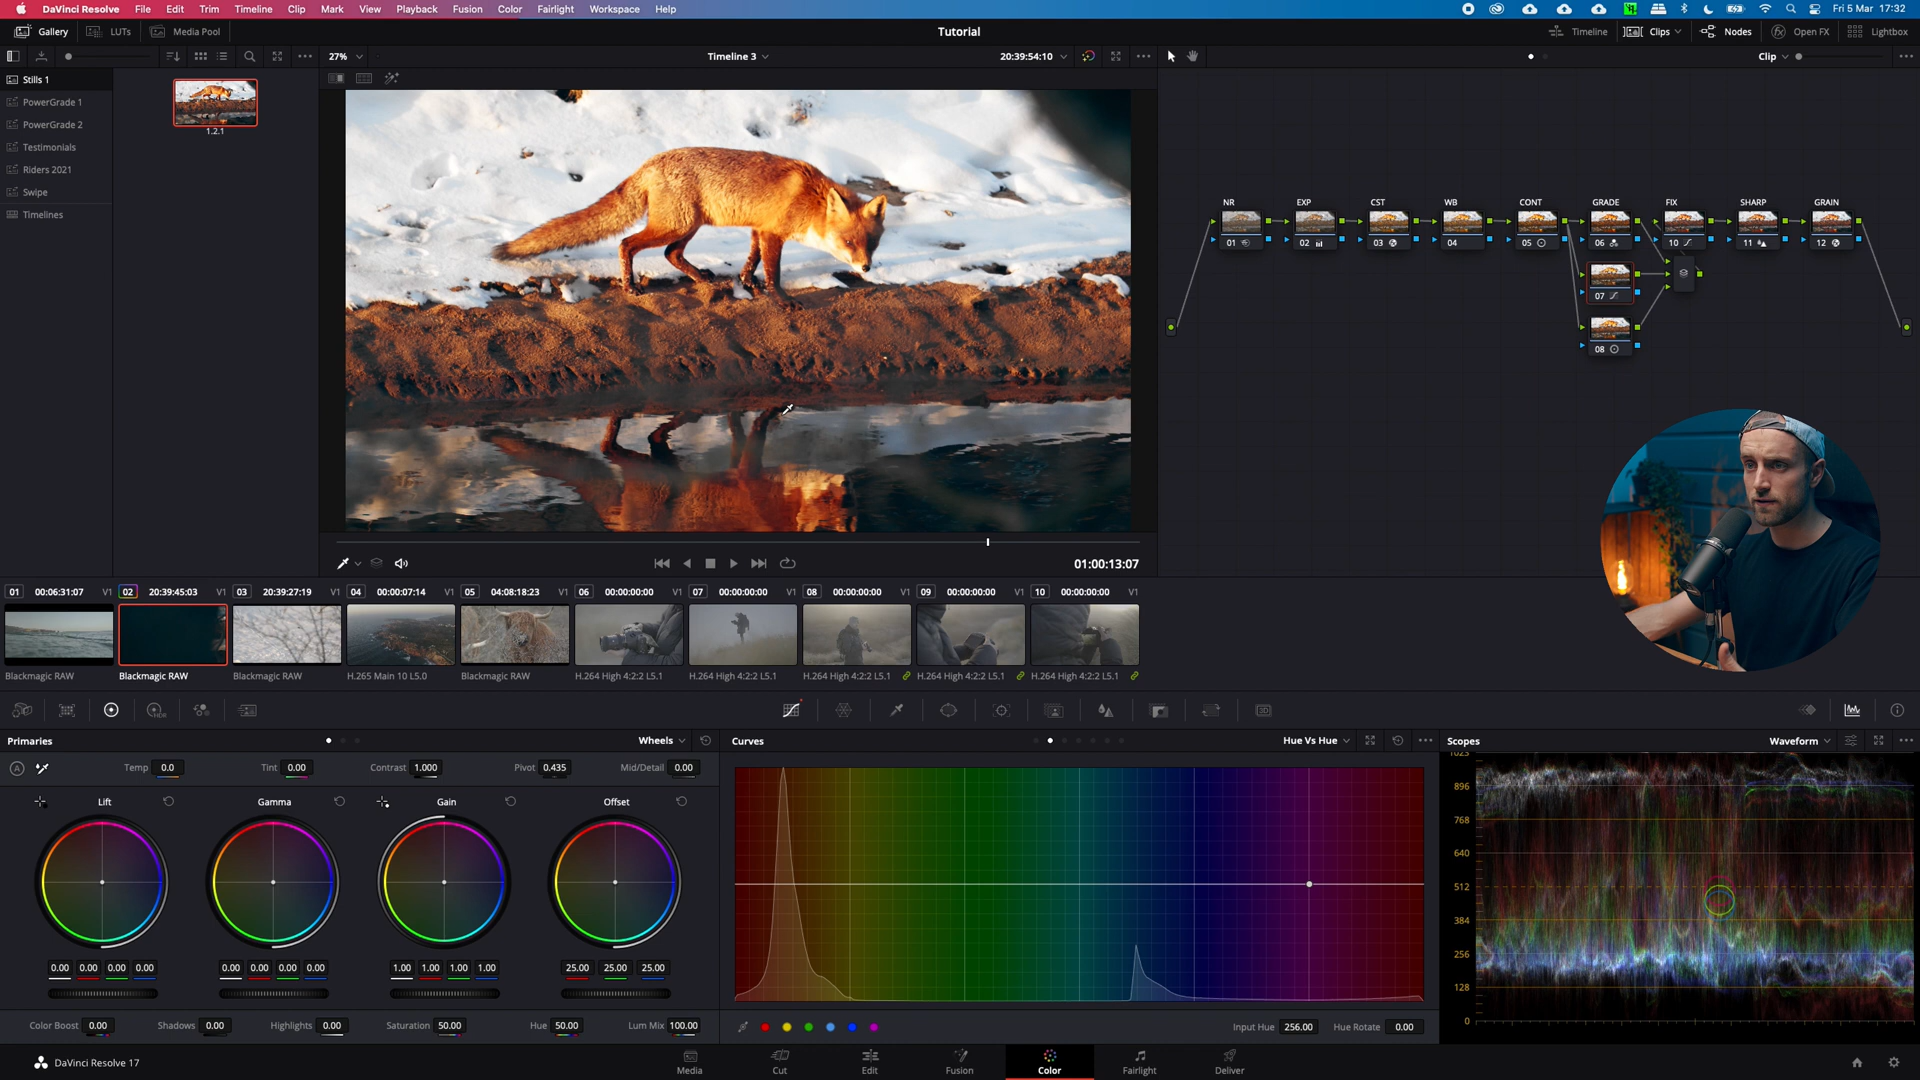 DaVinci Resolve File Edit Trim Timeline Clip Mark View Playback Fusion Color Fairlight Workspace Help Fri 5 Mar 17:32
Gallery LUTs Media Pool Tutorial Timeline Clips Nodes Open FX Lightbox
27% Timeline 3 20:39:54:10 Clip
Stills 1
PowerGrade 1
PowerGrade 2
Testimonials
Riders 2021
Swipe
Timelines
1.2.1
NR EXP CST WB CONT GRADE FIX SHARP GRAIN
01 02 03 04 05 06 10 11 12
07
08
01:00:13:07
01 00:06:31:07 V1 02 20:39:45:03 V1 03 20:39:27:19 V1 04 00:00:07:14 V1 05 04:08:18:23 V1 06 00:00:00:00 V1 07 00:00:00:00 V1 08 00:00:00:00 V1 09 00:00:00:00 V1 10 00:00:00:00 V1
Blackmagic RAW Blackmagic RAW Blackmagic RAW H.265 Main 10 L5.0 Blackmagic RAW H.264 High 4:2:2 L5.1 H.264 High 4:2:2 L5.1 H.264 High 4:2:2 L5.1 H.264 High 4:2:2 L5.1 H.264 High 4:2:2 L5.1
HDR 3D
Primaries Wheels Curves Hue Vs Hue Scopes Waveform
A Temp 0.0 Tint 0.00 Contrast 1.000 Pivot 0.435 Mid/Detail 0.00
Lift Gamma Gain Offset
0.00 0.00 0.00 0.00 0.00 0.00 0.00 0.00 1.00 1.00 1.00 1.00 25.00 25.00 25.00
Color Boost 0.00 Shadows 0.00 Highlights 0.00 Saturation 50.00 Hue 50.00 Lum Mix 100.00
Input Hue 256.00 Hue Rotate 0.00
1023
896
768
640
512
384
256
128
0
DaVinci Resolve 17 Media Cut Edit Fusion Color Fairlight Deliver